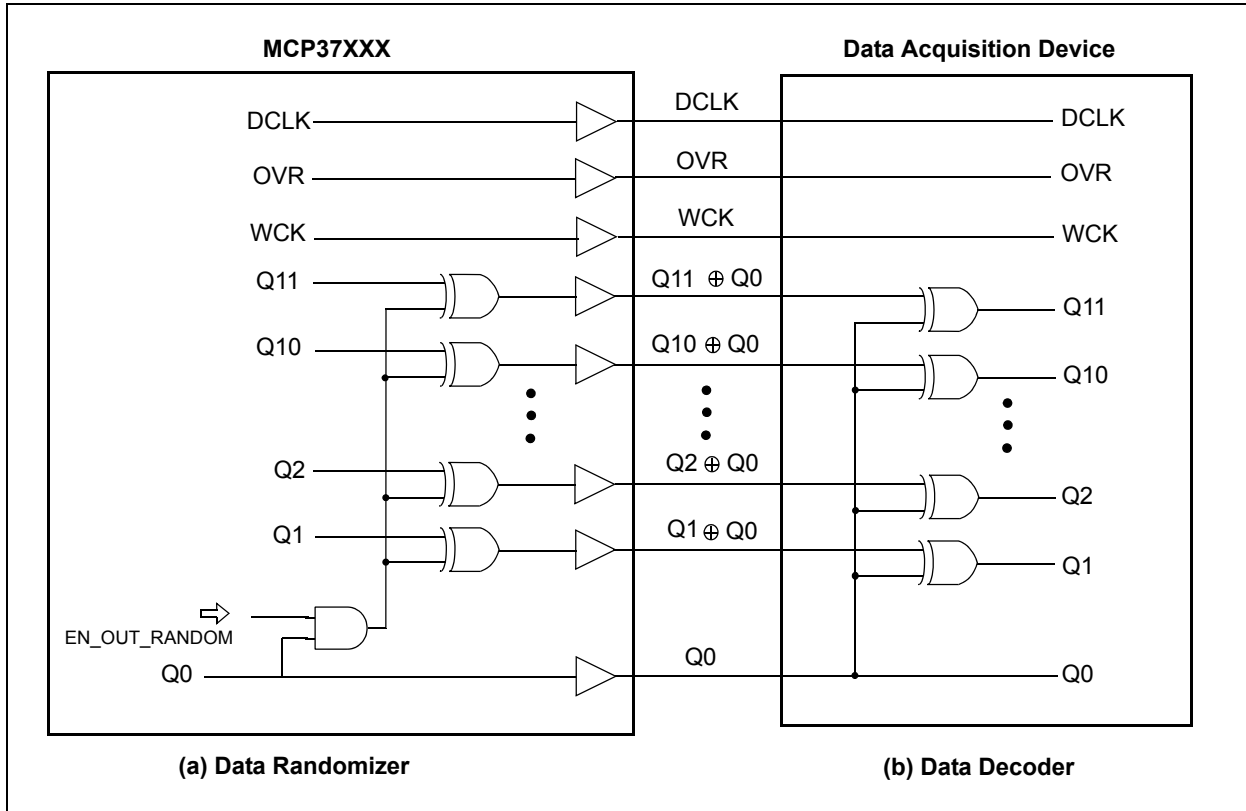 MCP37XXX Data Acquisition Device
DCLK DCLK DCLK
OVR OVR OVR
WCK WCK WCK
Q11 Q11 ⊕ Q0 Q11
Q10 Q10 ⊕ Q0 Q10
Q2 Q2 ⊕ Q0 Q2
Q1 Q1 ⊕ Q0 Q1
EN_OUT_RANDOM
Q0 Q0 Q0
(a) Data Randomizer (b) Data Decoder